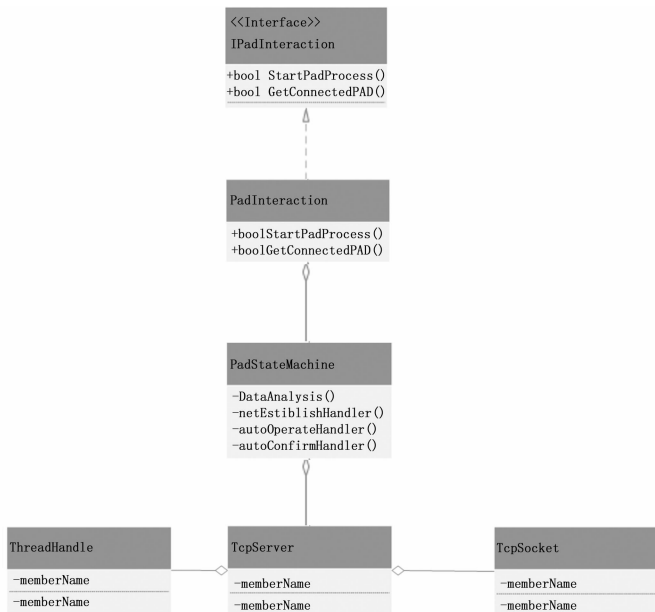 <<Interface>>
IPadInteraction
+bool StartPadProcess()
+bool GetConnectedPAD()
PadInteraction
+boolStartPadProcess()
+boolGetConnectedPAD()
PadStateMachine
-DataAnalysis()
-netEstiblishHandler()
-autoOperateHandler()
-autoConfirmHandler()
ThreadHandle
-memberName
-memberName
TcpServer
-memberName
-memberName
TcpSocket
-memberName
-memberName